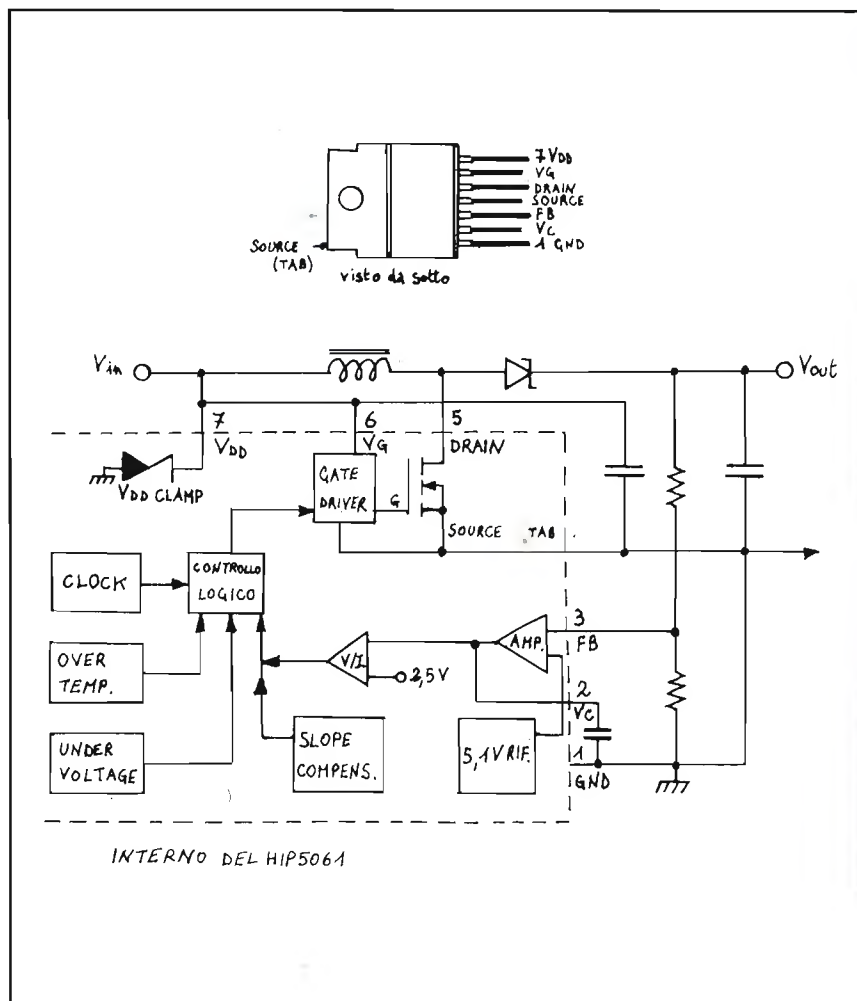 7 VDD
VG
DRAIN
SOURCE
FB
VC
1 GND
SOURCE
(TAB)
visto da sotto
Vin
Vout
7
VDD
6
VG
5
DRAIN
VDD CLAMP
GATE
DRIVER
G
SOURCE TAB
CLOCK
CONTROLLO
LOGICO
OVER
TEMP.
UNDER
VOLTAGE
V/I
2,5V
AMP.
3
FB
2
VC
SLOPE
COMPENS.
5,1V RIF.
1
GND
INTERNO DEL HIP5061